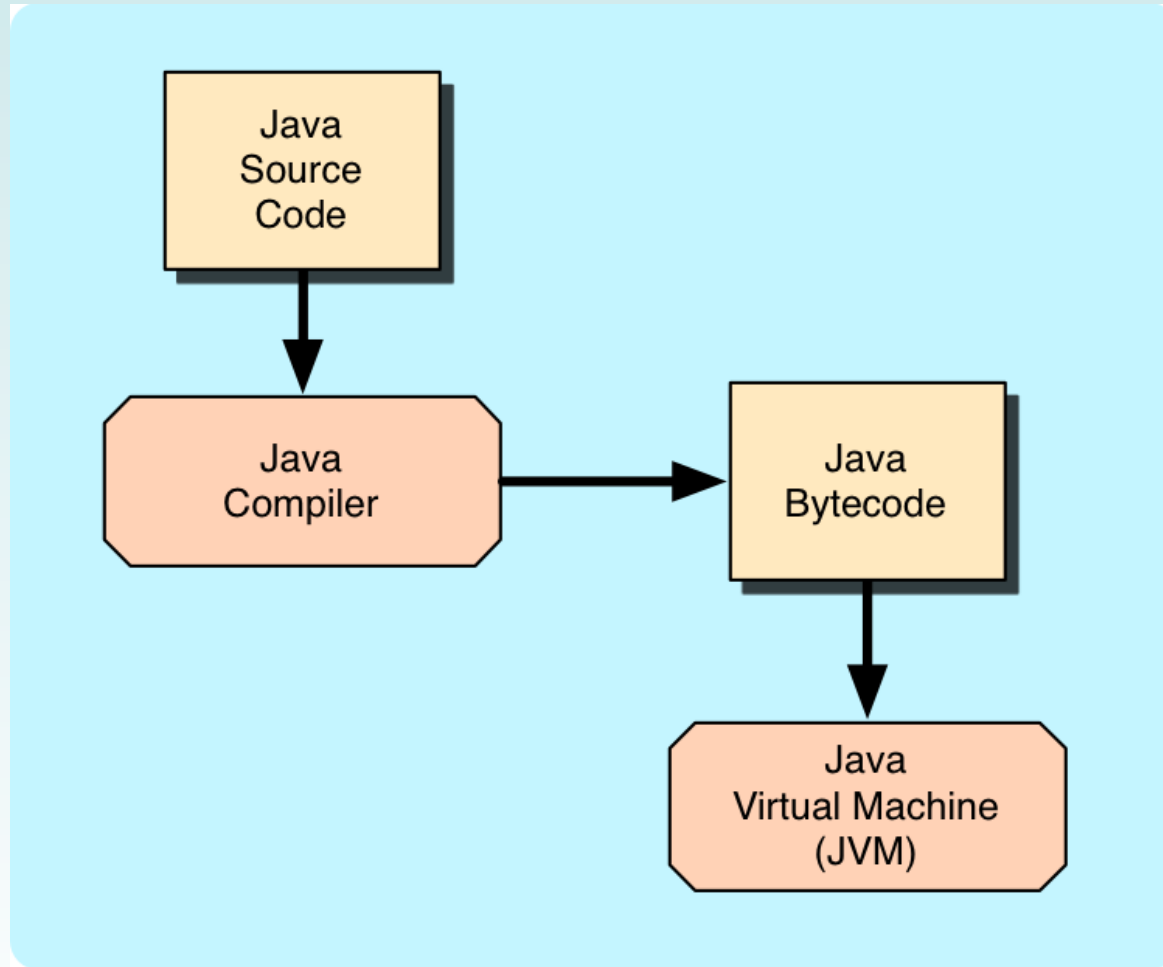 Java
Source
Code
Java
Compiler
Java
Bytecode
Java
Virtual Machine
(JVM)